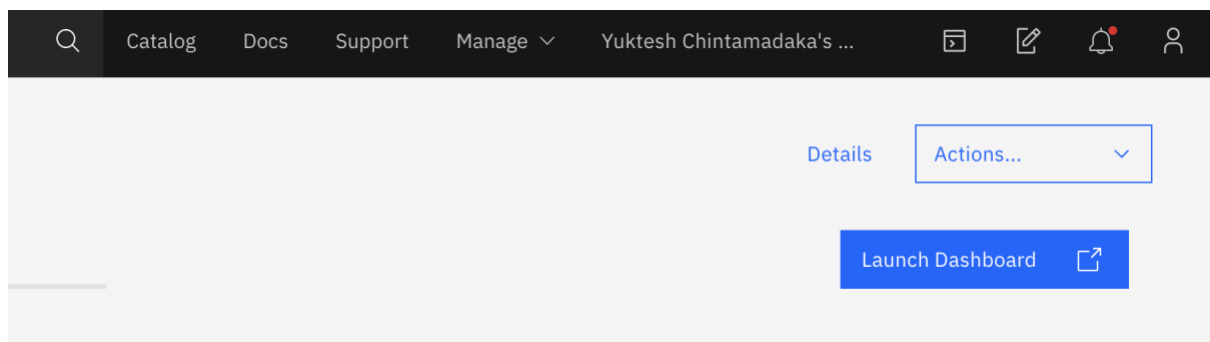 Catalog Docs Support Manage Yuktesh Chintamadaka's ...
Details Actions...
Launch Dashboard